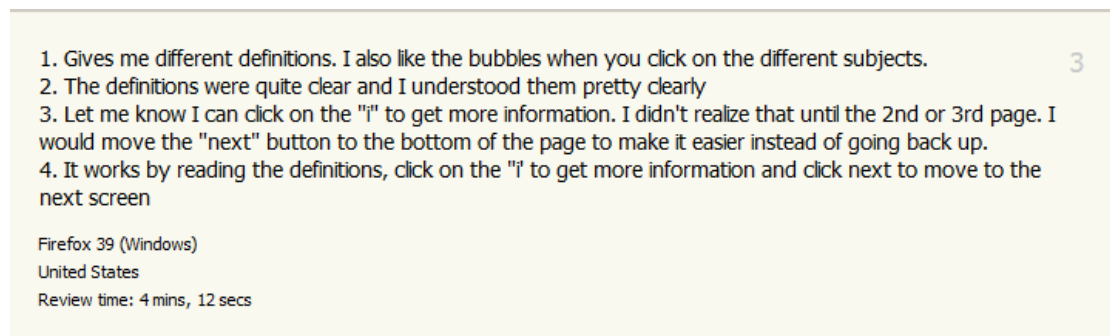 1. Gives me different definitions. I also like the bubbles when you click on the different subjects.
3
2. The definitions were quite clear and I understood them pretty clearly
3. Let me know I can click on the "i" to get more information. I didn't realize that until the 2nd or 3rd page. I
would move the "next" button to the bottom of the page to make it easier instead of going back up.
4. It works by reading the definitions, click on the "i' to get more information and click next to move to the
next screen
Firefox 39 (Windows)
United States
Review time: 4 mins, 12 secs